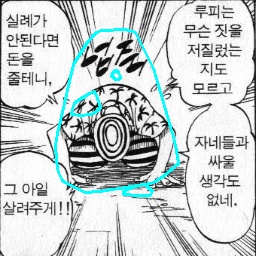 루피는
무슨 짓을
저질렀는
지도
모르고
실례가
안된다면
돈을
줄테니,
넙죽
자네들과
싸울
생각도
없네.
그 아일
살려주게!!